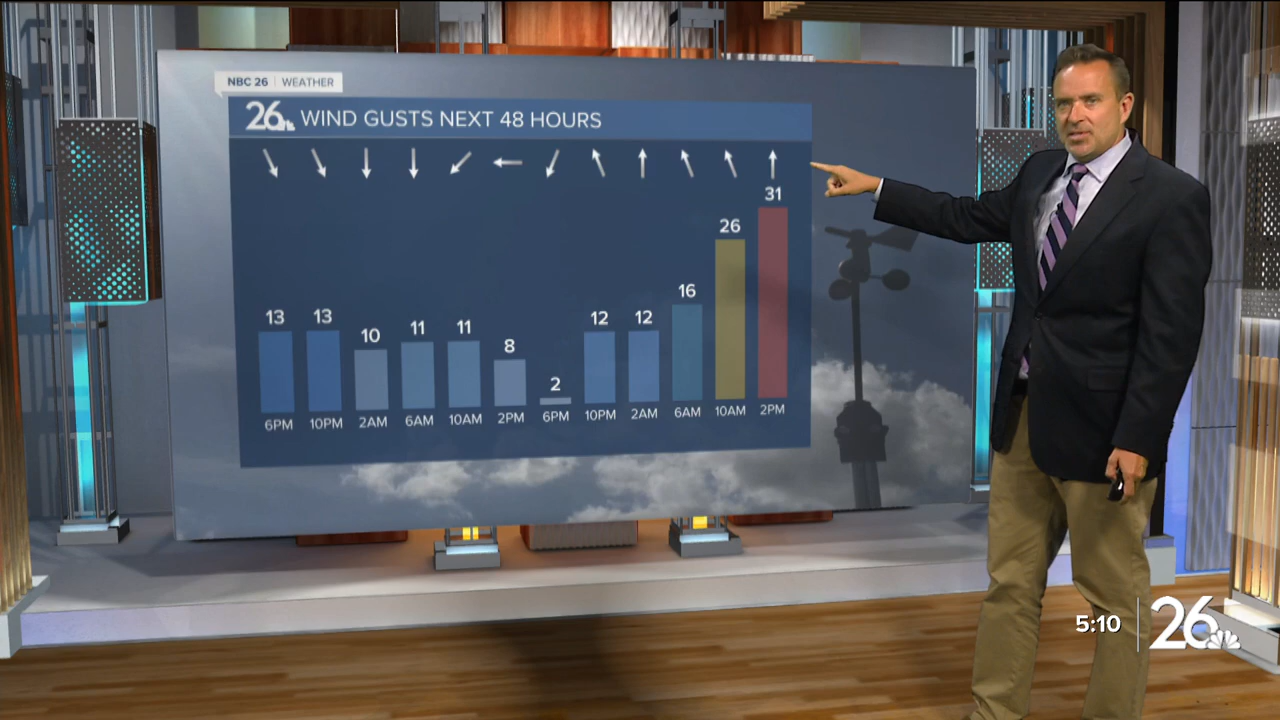 NBC 26 | WEATHER
26 WIND GUSTS NEXT 48 HOURS
13 13 10 11 11 8 2 12 12 16 26 31
6PM 10PM 2AM 6AM 10AM 2PM 6PM 10PM 2AM 6AM 10AM 2PM
5:10 26